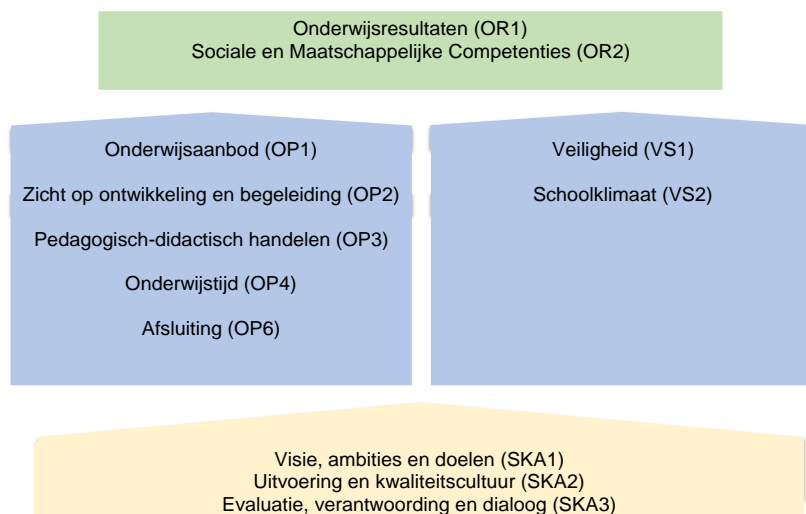 Onderwijsresultaten (OR1)
Sociale en Maatschappelijke Competenties (OR2)
Onderwijsaanbod (OP1)
Zicht op ontwikkeling en begeleiding (OP2)
Pedagogisch-didactisch handelen (OP3)
Onderwijstijd (OP4)
Afsluiting (OP6)
Veiligheid (VS1)
Schoolklimaat (VS2)
Visie, ambities en doelen (SKA1)
Uitvoering en kwaliteitscultuur (SKA2)
Evaluatie, verantwoording en dialoog (SKA3)